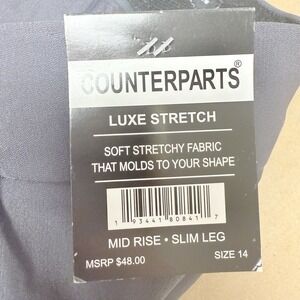 COUNTERPARTS®
LUXE STRETCH
SOFT STRETCHY FABRIC
THAT MOLDS TO YOUR SHAPE
1 93441 80841 7
MID RISE • SLIM LEG
MSRP $48.00 SIZE 14